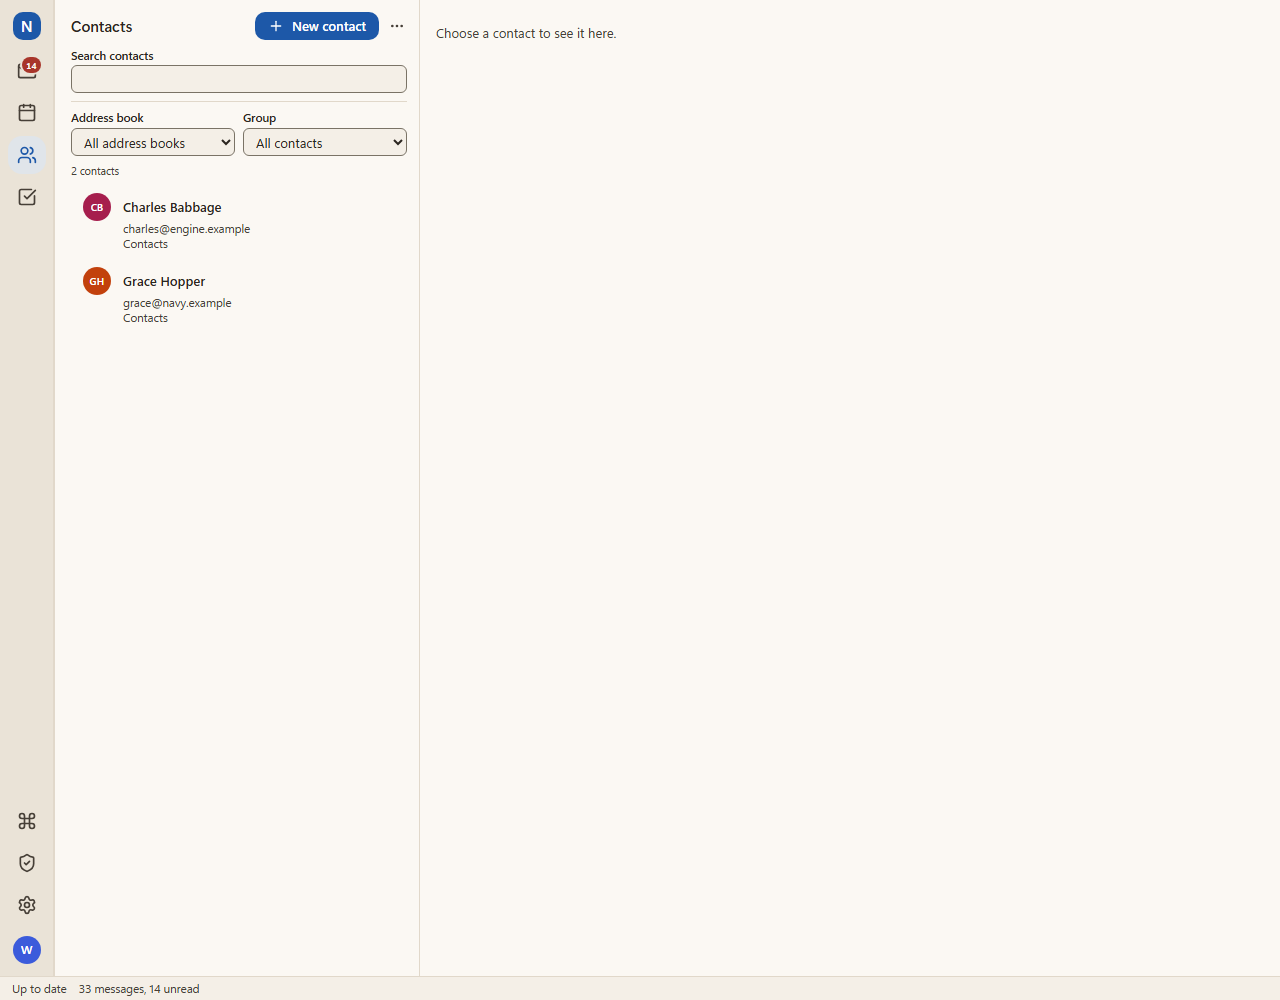 N
Contacts
New contact
Choose a contact to see it here.
Search contacts
14
Address book
Group
All address books
All contacts
2 contacts
CB
Charles Babbage
charles@engine.example
Contacts
GH
Grace Hopper
grace@navy.example
Contacts
W
Up to date
33 messages, 14 unread